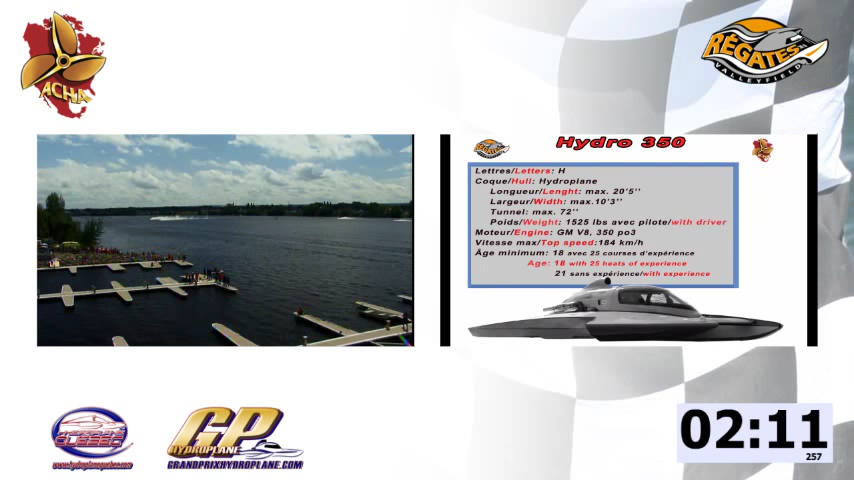 ACHA
RÉGATES
VALLEYFIELD
Hydro 350
Lettres/Letters: H
Coque/Hull: Hydroplane
Longueur/Lenght: max. 20'5''
Largeur/Width: max.10'3''
Tunnel: max. 72''
Poids/Weight: 1525 lbs avec pilote/with driver
Moteur/Engine: GM V8, 350 po3
Vitesse max/Top speed:184 km/h
Âge minimum: 18 avec 25 courses d'expérience
Age: 18 with 25 heats of experience
21 sans expérience/with experience
GP
HYDROPLANE
GRANDPRIXHYDROPLANE.COM
02:11
257